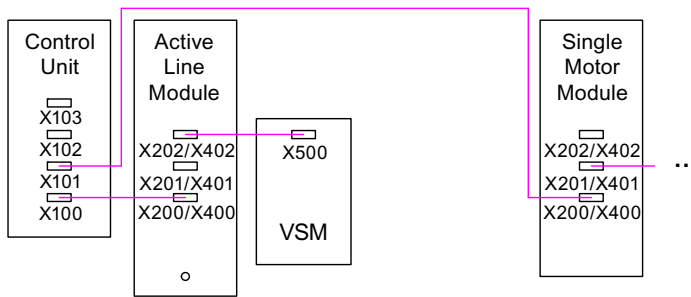 Control
Unit
X103
X102
X101
X100
Active
Line
Module
X202/X402
X201/X401
X200/X400
X500
VSM
Single
Motor
Module
X202/X402
X201/X401
X200/X400
..